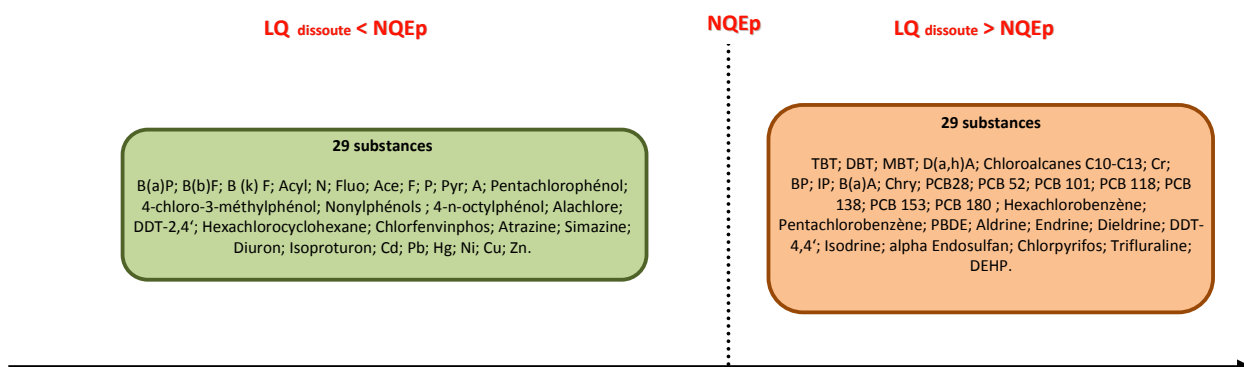 LQ dissoute < NQEp
NQEp
LQ dissoute > NQEp
29 substances
B(a)P; B(b)F; B (k) F; Acyl; N; Fluo; Ace; F; P; Pyr; A; Pentachlorophénol;
4-chloro-3-méthylphénol; Nonylphénols ; 4-n-octylphénol; Alachlore;
DDT-2,4‘; Hexachlorocyclohexane; Chlorfenvinphos; Atrazine; Simazine;
Diuron; Isoproturon; Cd; Pb; Hg; Ni; Cu; Zn.
29 substances
TBT; DBT; MBT; D(a,h)A; Chloroalcanes C10-C13; Cr;
BP; IP; B(a)A; Chry; PCB28; PCB 52; PCB 101; PCB 118; PCB
138; PCB 153; PCB 180 ; Hexachlorobenzène;
Pentachlorobenzène; PBDE; Aldrine; Endrine; Dieldrine; DDT-
4,4‘; Isodrine; alpha Endosulfan; Chlorpyrifos; Trifluraline;
DEHP.